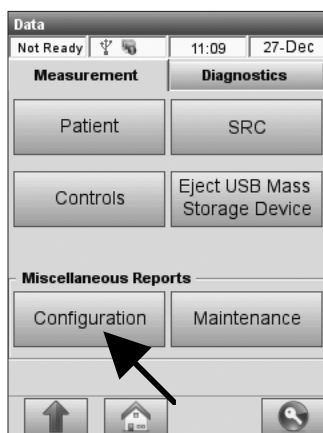 Data
Not Ready 11:09 27-Dec
Measurement Diagnostics
Patient SRC
Controls Eject USB Mass
Storage Device
Miscellaneous Reports
Configuration Maintenance